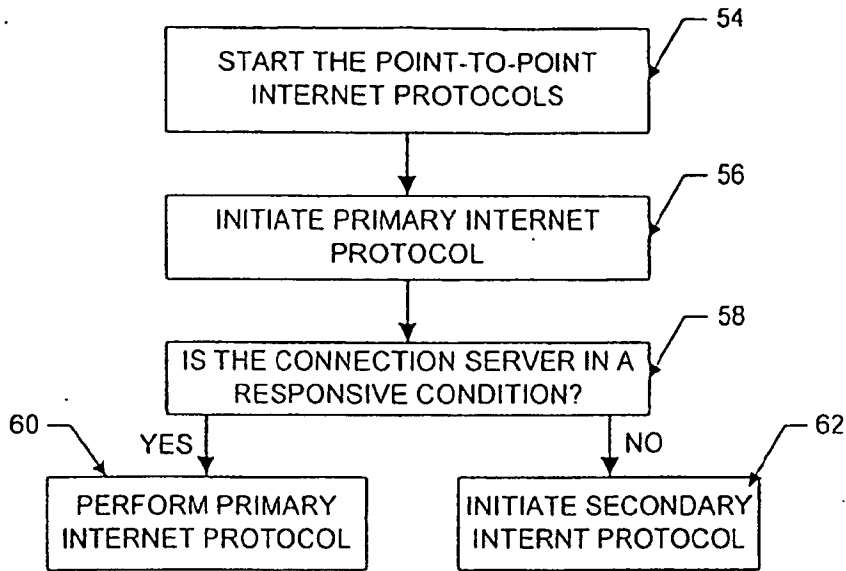 54
START THE POINT-TO-POINT
INTERNET PROTOCOLS
56
INITIATE PRIMARY INTERNET
PROTOCOL
58
IS THE CONNECTION SERVER IN A
RESPONSIVE CONDITION?
60
YES
NO
62
PERFORM PRIMARY
INTERNET PROTOCOL
INITIATE SECONDARY
INTERNT PROTOCOL